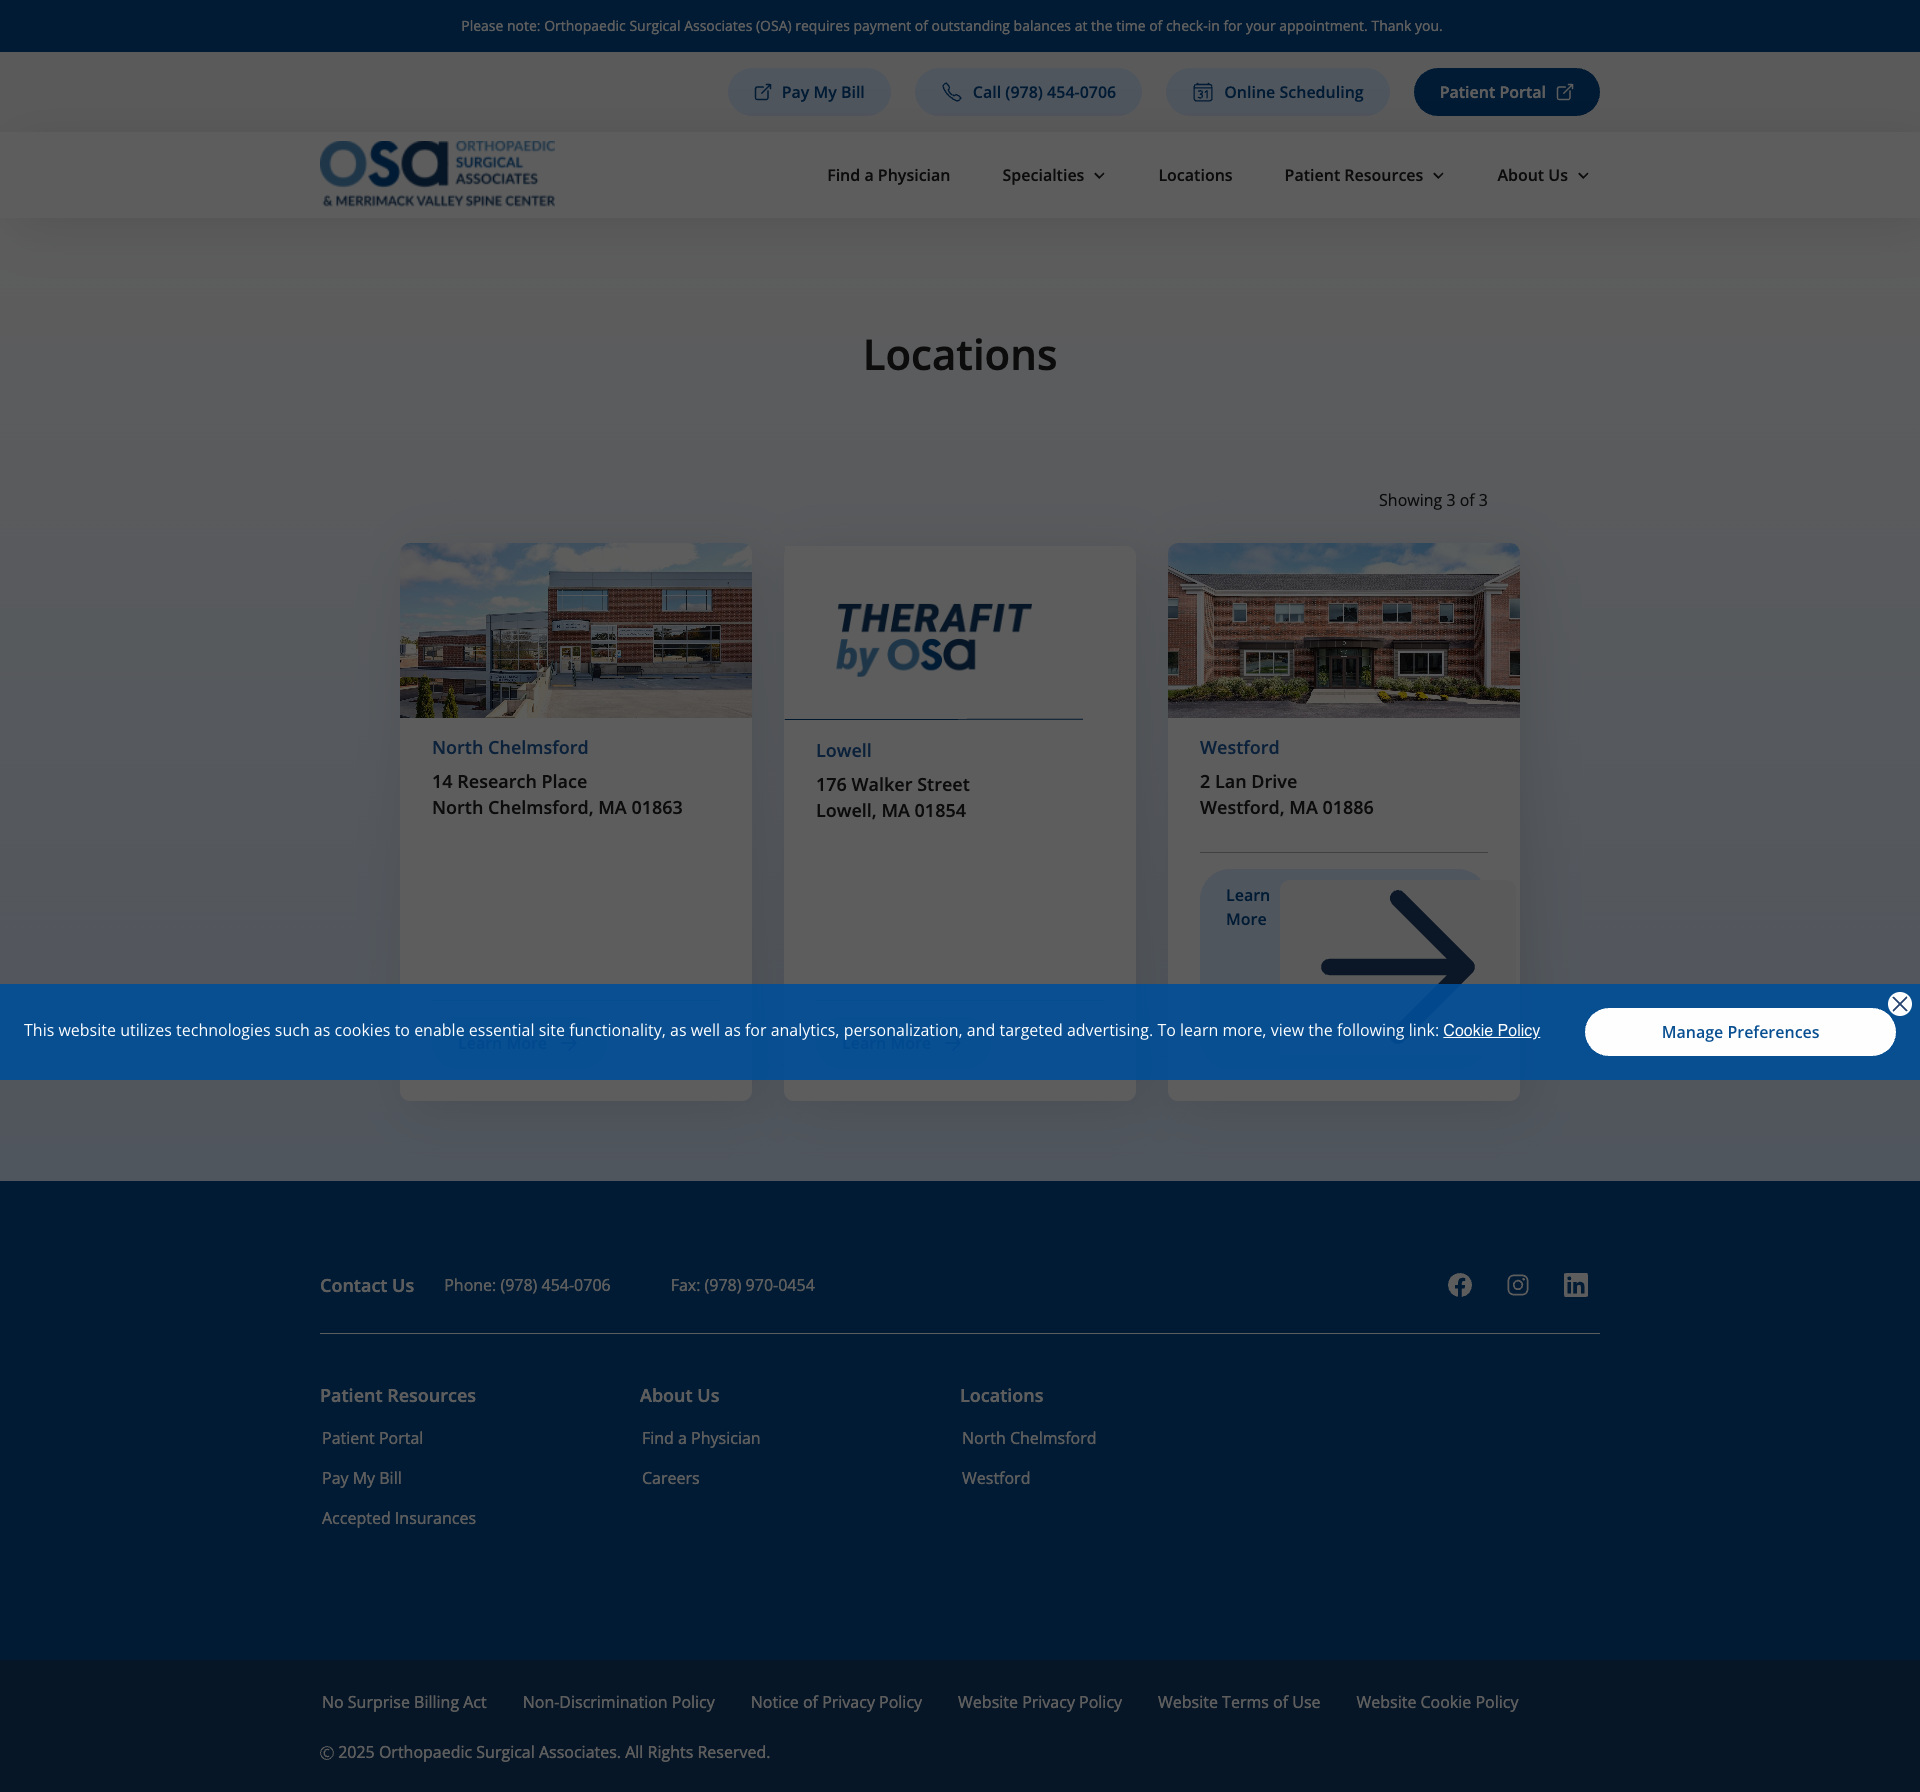 Please note: Orthopaedic Surgical Associates (OSA) requires payment of outstanding balances at the time of check-in for your appointment. Thank you.
Pay My Bill
Call (978) 454-0706
31
Online Scheduling
Patient Portal
osa ORTHOPAEDIC
SURGICAL
ASSOCIATES
& MERRIMACK VALLEY SPINE CENTER
Find a Physician
Specialties
Locations
Patient Resources
About Us
Locations
Showing 3 of 3
North Chelmsford
14 Research Place
North Chelmsford, MA 01863
Learn More
THERAFIT
by osa
Lowell
176 Walker Street
Lowell, MA 01854
Learn More
Westford
2 Lan Drive
Westford, MA 01886
Learn
More
This website utilizes technologies such as cookies to enable essential site functionality, as well as for analytics, personalization, and targeted advertising. To learn more, view the following link: Cookie Policy
Manage Preferences
Contact Us
Phone: (978) 454-0706
Fax: (978) 970-0454
Patient Resources
Patient Portal
Pay My Bill
Accepted Insurances
About Us
Find a Physician
Careers
Locations
North Chelmsford
Westford
No Surprise Billing Act
Non-Discrimination Policy
Notice of Privacy Policy
Website Privacy Policy
Website Terms of Use
Website Cookie Policy
© 2025 Orthopaedic Surgical Associates. All Rights Reserved.